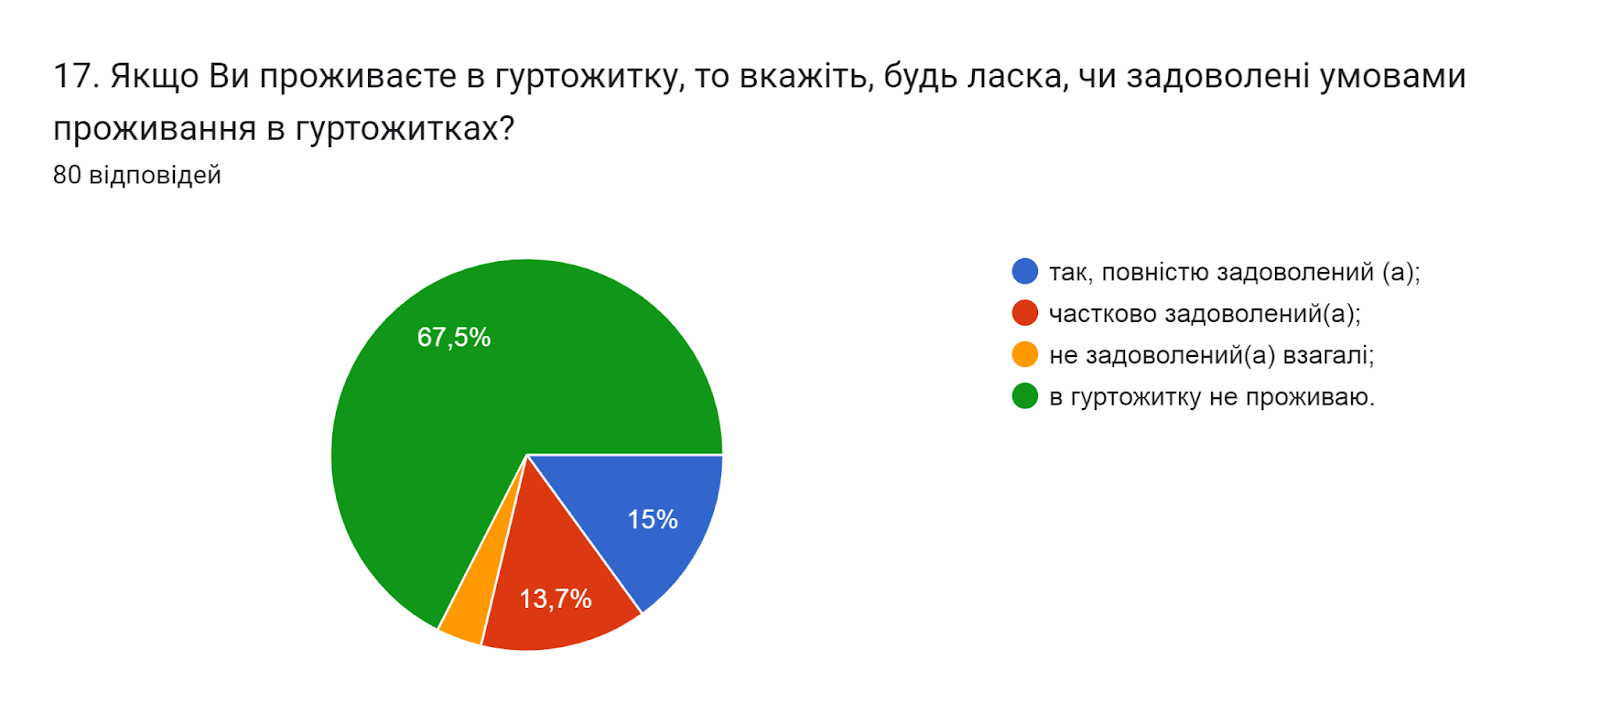 17. Якщо Ви проживаєте в гуртожитку, то вкажіть, будь ласка, чи задоволені умовами
проживання в гуртожитках?
80 відповідей
67,5%
15%
13,7%
так, повністю задоволений (а);
частково задоволений(а);
не задоволений(а) взагалі;
в гуртожитку не проживаю.